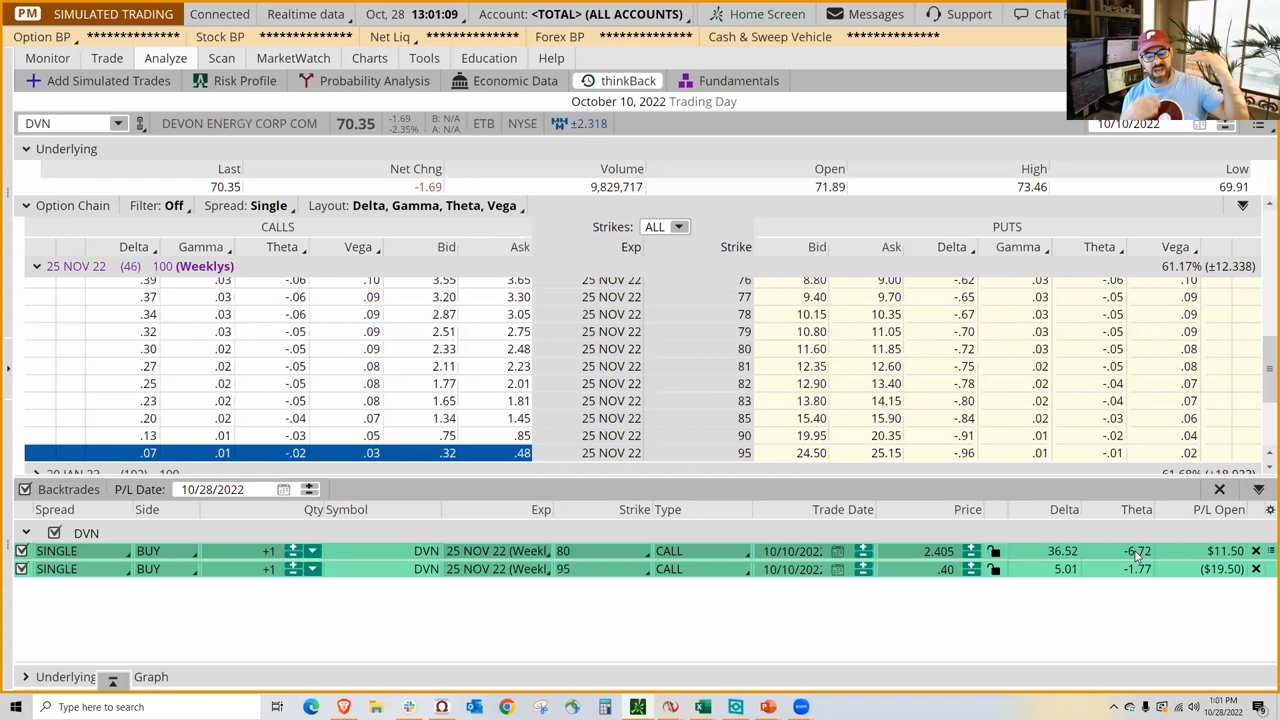 PM SIMULATED TRADING Connected Realtime data Oct, 28 13:01:09 Account: <TOTAL> (ALL ACCOUNTS) Home Screen Messages Support Chat
Option BP ************** Stock BP ************** Net Liq ************** Forex BP ************** Cash & Sweep Vehicle **************
Monitor Trade Analyze Scan MarketWatch Charts Tools Education Help
Add Simulated Trades Risk Profile Probability Analysis Economic Data thinkBack Fundamentals
October 10, 2022 Trading Day
DVN DEVON ENERGY CORP COM 70.35 -1.69 -2.35% B: N/A A: N/A ETB NYSE ±2.318 10/10/2022
Underlying
Last Net Chng Volume Open High Low
70.35 -1.69 9,829,717 71.89 73.46 69.91
Option Chain Filter: Off Spread: Single Layout: Delta, Gamma, Theta, Vega
CALLS Strikes: ALL PUTS
Delta Gamma Theta Vega Bid Ask Exp Strike Bid Ask Delta Gamma Theta Vega
25 NOV 22 (46) 100 (Weeklys) 61.17% (±12.338)
.39 .03 -.06 .10 3.55 3.65 25 NOV 22 76 8.80 9.00 -.62 .03 -.06 .10
.37 .03 -.06 .09 3.20 3.30 25 NOV 22 77 9.40 9.70 -.65 .03 -.05 .09
.34 .03 -.06 .09 2.87 3.05 25 NOV 22 78 10.15 10.35 -.67 .03 -.05 .09
.32 .03 -.05 .09 2.51 2.75 25 NOV 22 79 10.80 11.05 -.70 .03 -.05 .09
.30 .02 -.05 .09 2.33 2.48 25 NOV 22 80 11.60 11.85 -.72 .03 -.05 .08
.27 .02 -.05 .08 2.11 2.23 25 NOV 22 81 12.35 12.60 -.75 .02 -.05 .08
.25 .02 -.05 .08 1.77 2.01 25 NOV 22 82 12.90 13.40 -.78 .02 -.04 .07
.23 .02 -.05 .08 1.65 1.81 25 NOV 22 83 13.80 14.15 -.80 .02 -.04 .07
.20 .02 -.04 .07 1.34 1.45 25 NOV 22 85 15.40 15.90 -.84 .02 -.03 .06
.13 .01 -.03 .05 .75 .85 25 NOV 22 90 19.95 20.35 -.91 .01 -.02 .04
.07 .01 -.02 .03 .32 .48 25 NOV 22 95 24.50 25.15 -.96 .01 -.01 .02
Backtrades P/L Date: 10/28/2022
Spread Side Qty Symbol Exp Strike Type Trade Date Price Delta Theta P/L Open
DVN
SINGLE BUY +1 DVN 25 NOV 22 (Weekl 80 CALL 10/10/202 2.405 36.52 -6.72 $11.50
SINGLE BUY +1 DVN 25 NOV 22 (Weekl 95 CALL 10/10/202 .40 5.01 -1.77 ($19.50)
Underlying Graph
Type here to search 1:01 PM
10/28/2022